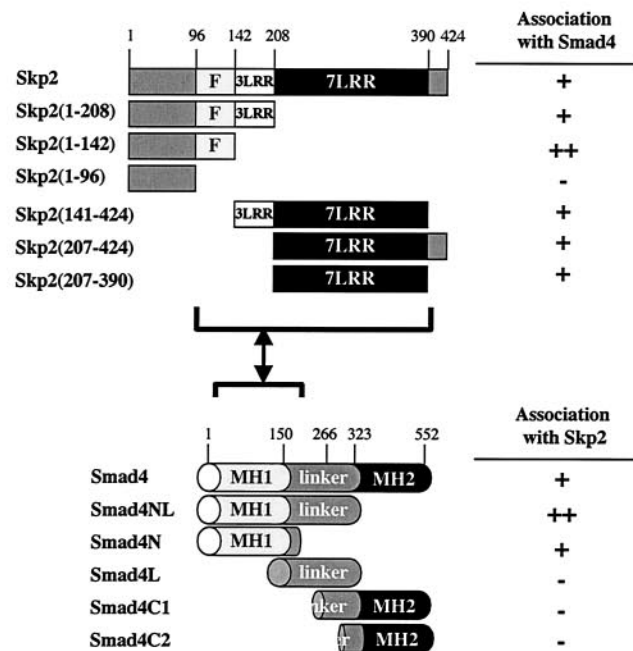 Association
with Smad4
1 96 142 208 390 424
Skp2 F 3LRR 7LRR +
Skp2(1-208) F 3LRR +
Skp2(1-142) F ++
Skp2(1-96) -
Skp2(141-424) 3LRR 7LRR +
Skp2(207-424) 7LRR +
Skp2(207-390) 7LRR +
Association
with Skp2
1 150 266 323 552
Smad4 MH1 linker MH2 +
Smad4NL MH1 linker ++
Smad4N MH1 +
Smad4L linker -
Smad4C1 nker MH2 -
Smad4C2 er MH2 -